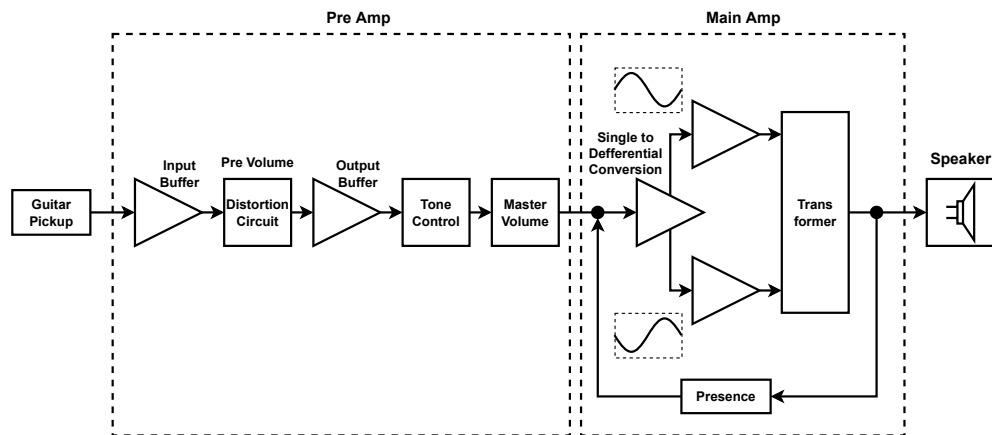 Pre Amp
Main Amp
Single to
Defferential
Conversion
Input
Buffer
Pre Volume
Output
Buffer
Speaker
Guitar
Pickup
Distortion
Circuit
Tone
Control
Master
Volume
Trans
former
Presence